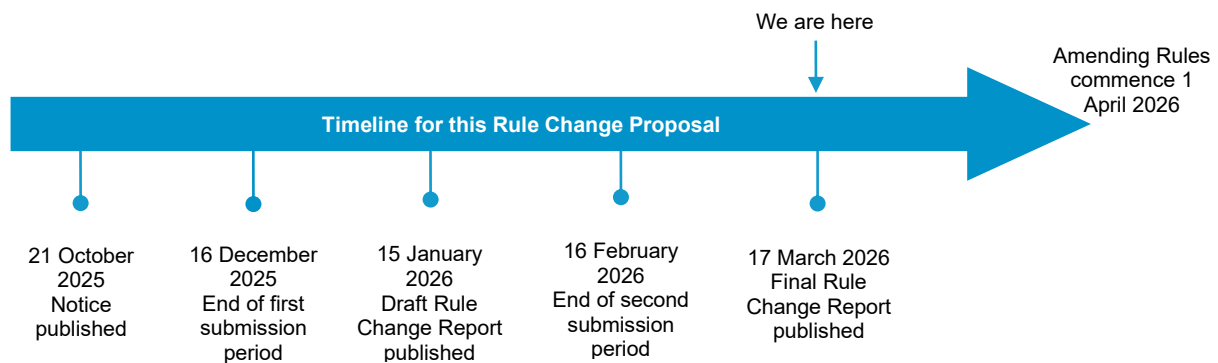 We are here
Amending Rules
commence 1
April 2026
Timeline for this Rule Change Proposal
21 October
2025
Notice
published
16 December
2025
End of first
submission
period
15 January
2026
Draft Rule
Change Report
published
16 February
2026
End of second
submission
period
17 March 2026
Final Rule
Change Report
published